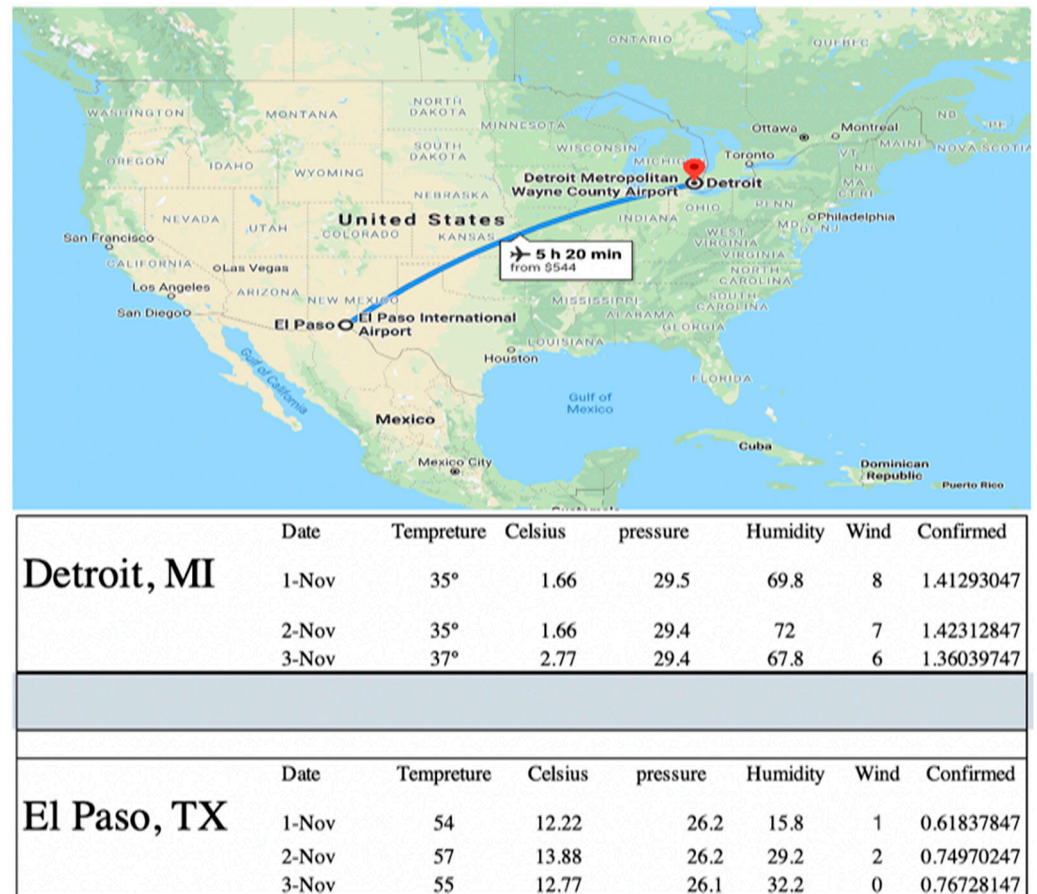 ONTARIO
QUEBEC
WASHINGTON
MONTANA
NORTH
DAKOTA
MINNESOTA
Ottawa
Montreal
NB
PE
MAINE
NOVA SCOTIA
OREGON
IDAHO
SOUTH
DAKOTA
WYOMING
WISCONSIN
MICHIG
Toronto
VT
NH
Detroit Metropolitan
Wayne County Airport
Detroit
MA
CT RI
NEBRASKA
OHIO
PENN
NEVADA
United States
INDIANA
Philadelphia
MD
DE NJ
San Francisco
UTAH
COLORADO
KANSAS
WEST
VIRGINIA
VIRGINIA
5 h 20 min
from $544
CALIFORNIA
Las Vegas
NORTH
CAROLINA
Los Angeles
ARIZONA
NEW MEXICO
MISSISSIPPI
SOUTH
CAROLINA
San Diego
El Paso
El Paso International
Airport
ALABAMA
GEORGIA
LOUISIANA
Houston
Gulf of California
FLORIDA
Gulf of
Mexico
Mexico
Cuba
Mexico City
Dominican
Republic
Puerto Rico
Date Tempreture Celsius pressure Humidity Wind Confirmed
Detroit, MI 1-Nov 35° 1.66 29.5 69.8 8 1.41293047
2-Nov 35° 1.66 29.4 72 7 1.42312847
3-Nov 37° 2.77 29.4 67.8 6 1.36039747
Date Tempreture Celsius pressure Humidity Wind Confirmed
El Paso, TX 1-Nov 54 12.22 26.2 15.8 1 0.61837847
2-Nov 57 13.88 26.2 29.2 2 0.74970247
3-Nov 55 12.77 26.1 32.2 0 0.76728147